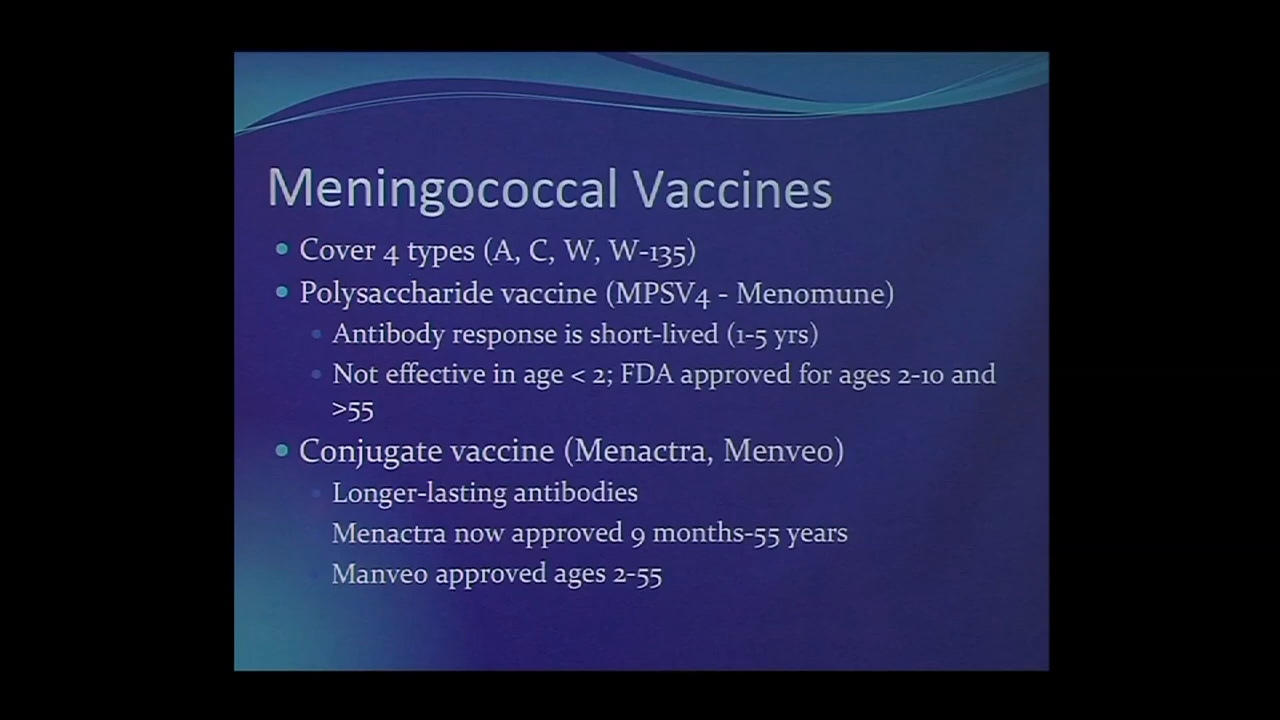 Meningococcal Vaccines
Cover 4 types (A, C, W, W-135)
Polysaccharide vaccine (MPSV4 - Menomune)
Antibody response is short-lived (1-5 yrs)
Not effective in age < 2; FDA approved for ages 2-10 and
>55
Conjugate vaccine (Menactra, Menveo)
Longer-lasting antibodies
Menactra now approved 9 months-55 years
Manveo approved ages 2-55